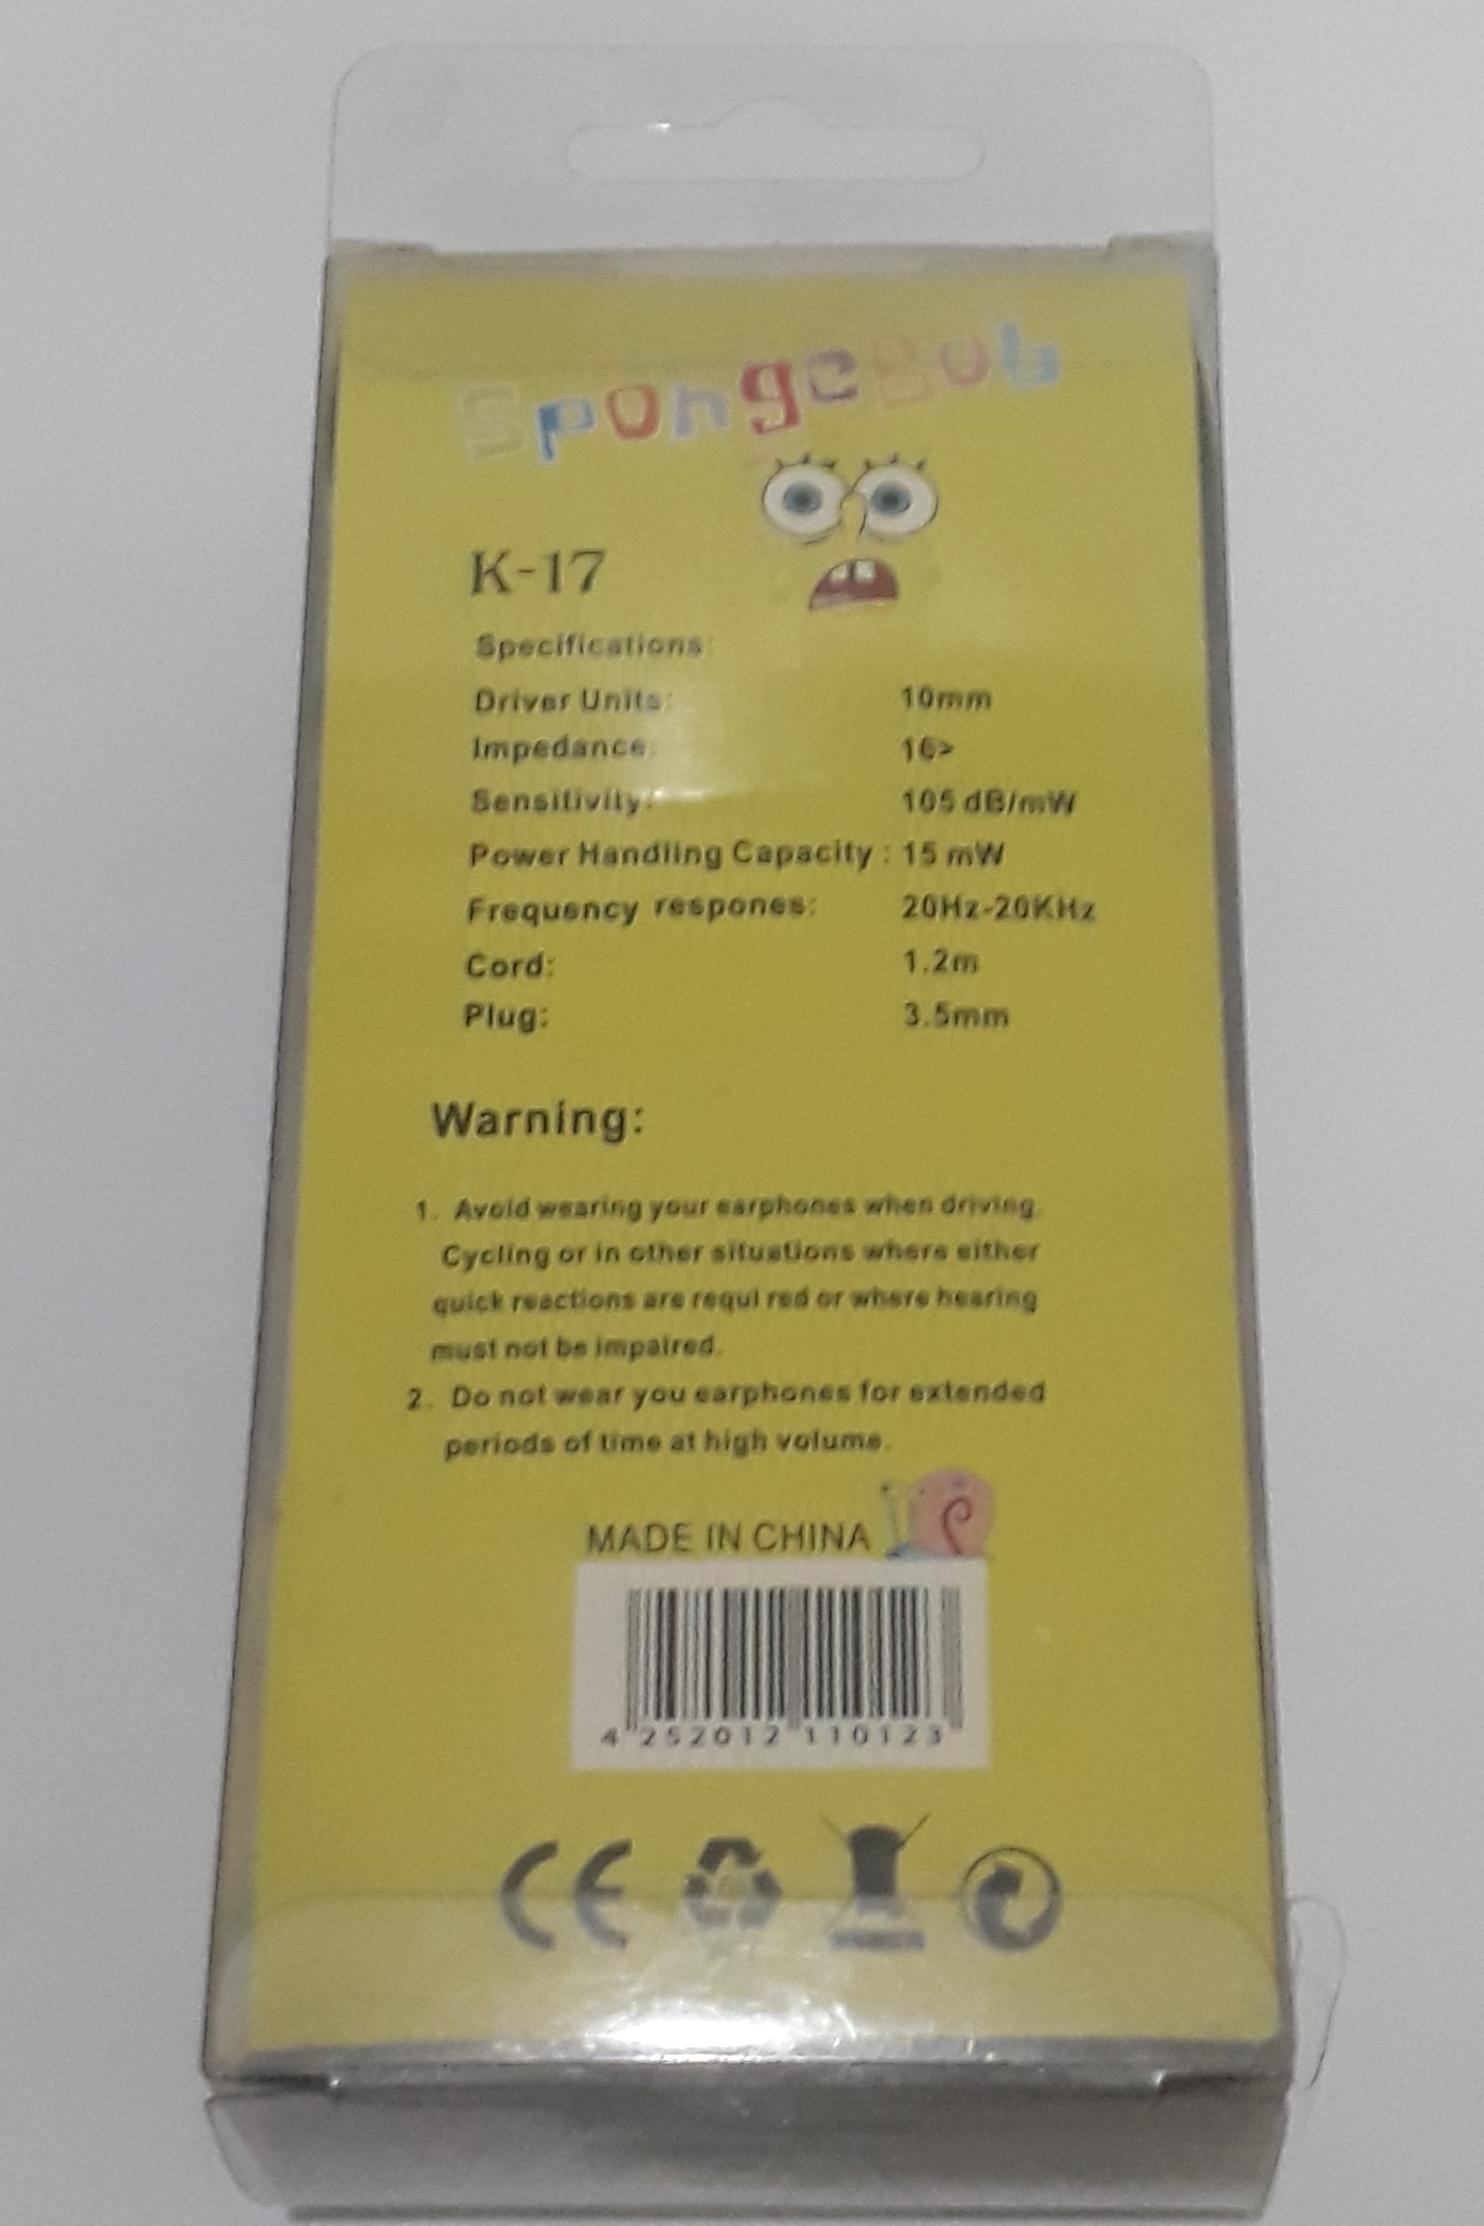 SpongeBob
K-17
Specifications:
Driver Units: 10mm
Impedance: 16>
Sensitivity: 105 dB/mW
Power Handling Capacity : 15 mW
Frequency respones: 20Hz-20KHz
Cord: 1.2m
Plug: 3.5mm
Warning:
1. Avoid wearing your earphones when driving.
Cycling or in other situations where either
quick reactions are requi red or where hearing
must not be impaired.
2. Do not wear you earphones for extended
periods of time at high volume.
MADE IN CHINA
4 252012 110123
CE